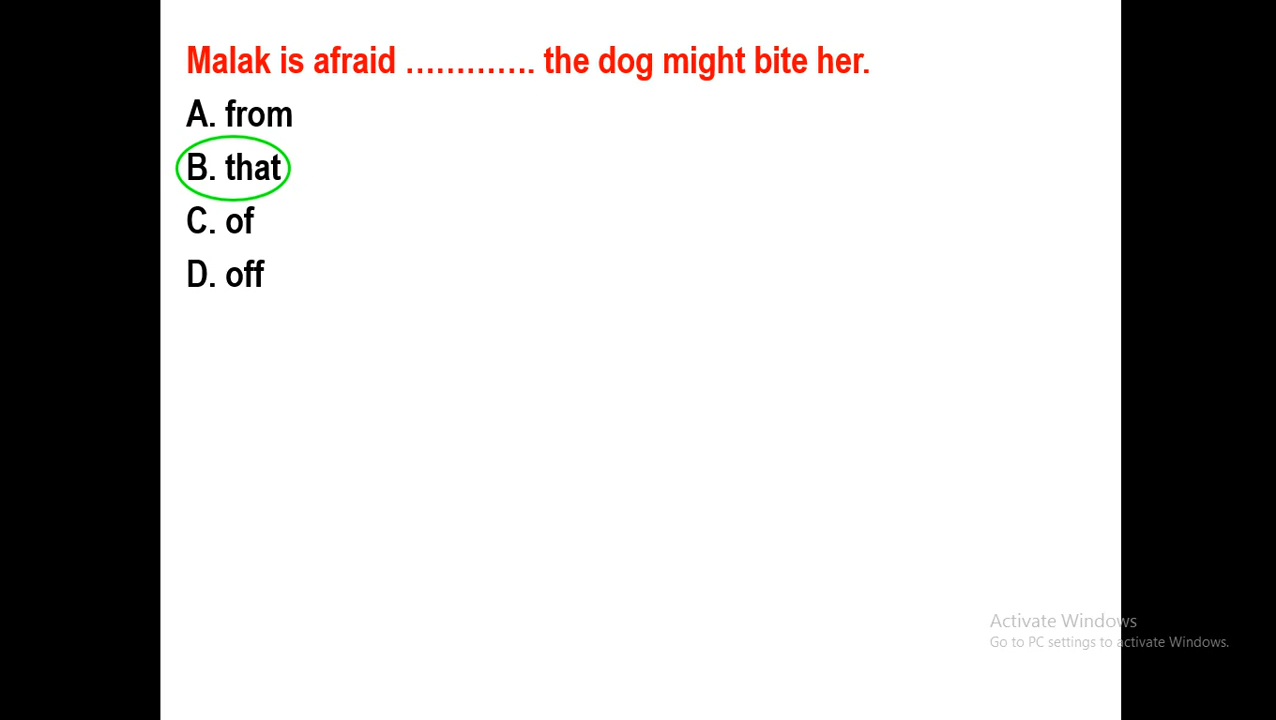 Malak is afraid …………. the dog might bite her.
A. from
B. that
C. of
D. off
Activate Windows
Go to PC settings to activate Windows.